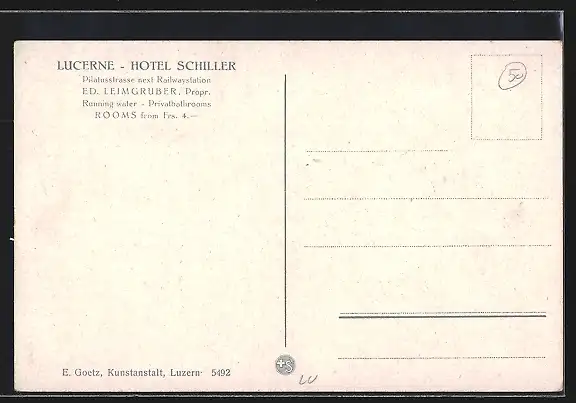 LUCERNE - HOTEL SCHILLER
Pilatusstrasse next Railwaystation
ED. LEIMGRUBER, Propr.
Running water - Privatbathrooms
ROOMS from Frs. 4.—
50
E. Goetz, Kunstanstalt, Luzern 5492
LU